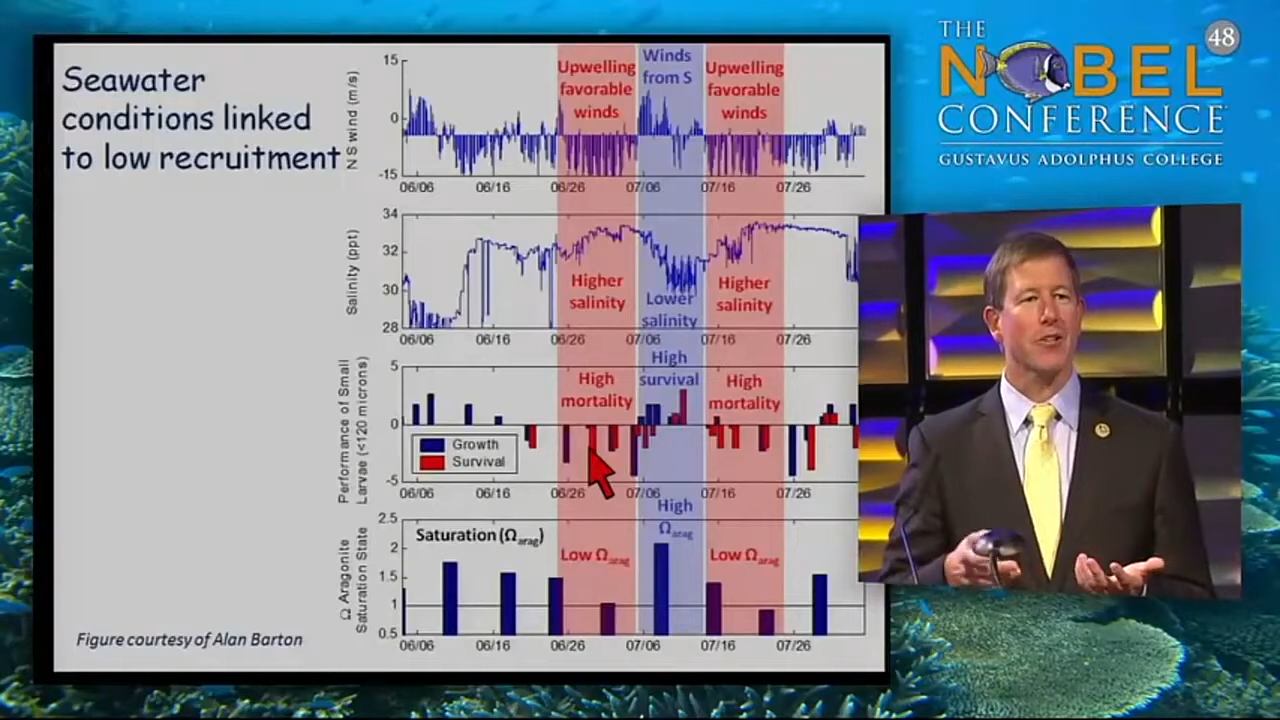 Seawater
conditions linked
to low recruitment
Figure courtesy of Alan Barton
N S wind (m/s)
15
0
-15
Upwelling
favorable
winds
Winds
from S
Upwelling
favorable
winds
06/06 06/16 06/26 07/06 07/16 07/26
Salinity (ppt)
34
32
30
28
Higher
salinity
Lower
salinity
Higher
salinity
06/06 06/16 06/26 07/06 07/16 07/26
Performance of Small
Larvae (<120 microns)
5
0
-5
High
mortality
High
survival
High
mortality
Growth
Survival
06/06 06/16 06/26 07/06 07/16 07/26
Ω Aragonite
Saturation State
2.5
2
1.5
1
0.5
Saturation (Ωarag)
Low Ωarag
High
Ωarag
Low Ωarag
06/06 06/16 06/26 07/06 07/16 07/26
THE
NOBEL
CONFERENCE
48
GUSTAVUS ADOLPHUS COLLEGE